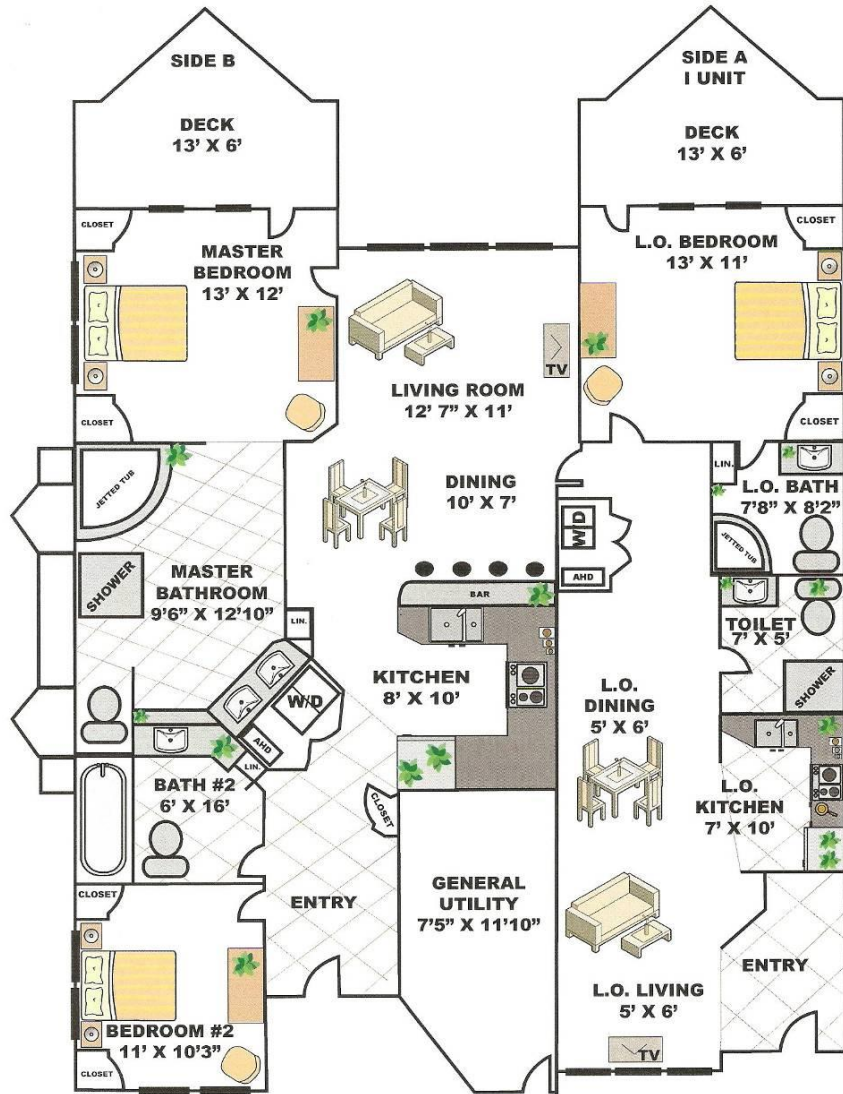 SIDE B
DECK
13' X 6'
SIDE A
I UNIT
DECK
13' X 6'
CLOSET
MASTER
BEDROOM
13' X 12'
CLOSET
L.O. BEDROOM
13' X 11'
CLOSET
CLOSET
LIVING ROOM
12' 7" X 11'
TV
DINING
10' X 7'
JETTED TUB
SHOWER
MASTER
BATHROOM
9'6" X 12'10"
LIN.
W/D
AHD
LIN.
BAR
KITCHEN
8' X 10'
W/D
AHD
LIN.
L.O. BATH
7'8" X 8'2"
JETTED TUB
TOILET
7' X 5'
SHOWER
L.O.
DINING
5' X 6'
L.O.
KITCHEN
7' X 10'
BATH #2
6' X 16'
CLOSET
CLOSET
ENTRY
GENERAL
UTILITY
7'5" X 11'10"
L.O. LIVING
5' X 6'
TV
ENTRY
BEDROOM #2
11' X 10'3"
CLOSET